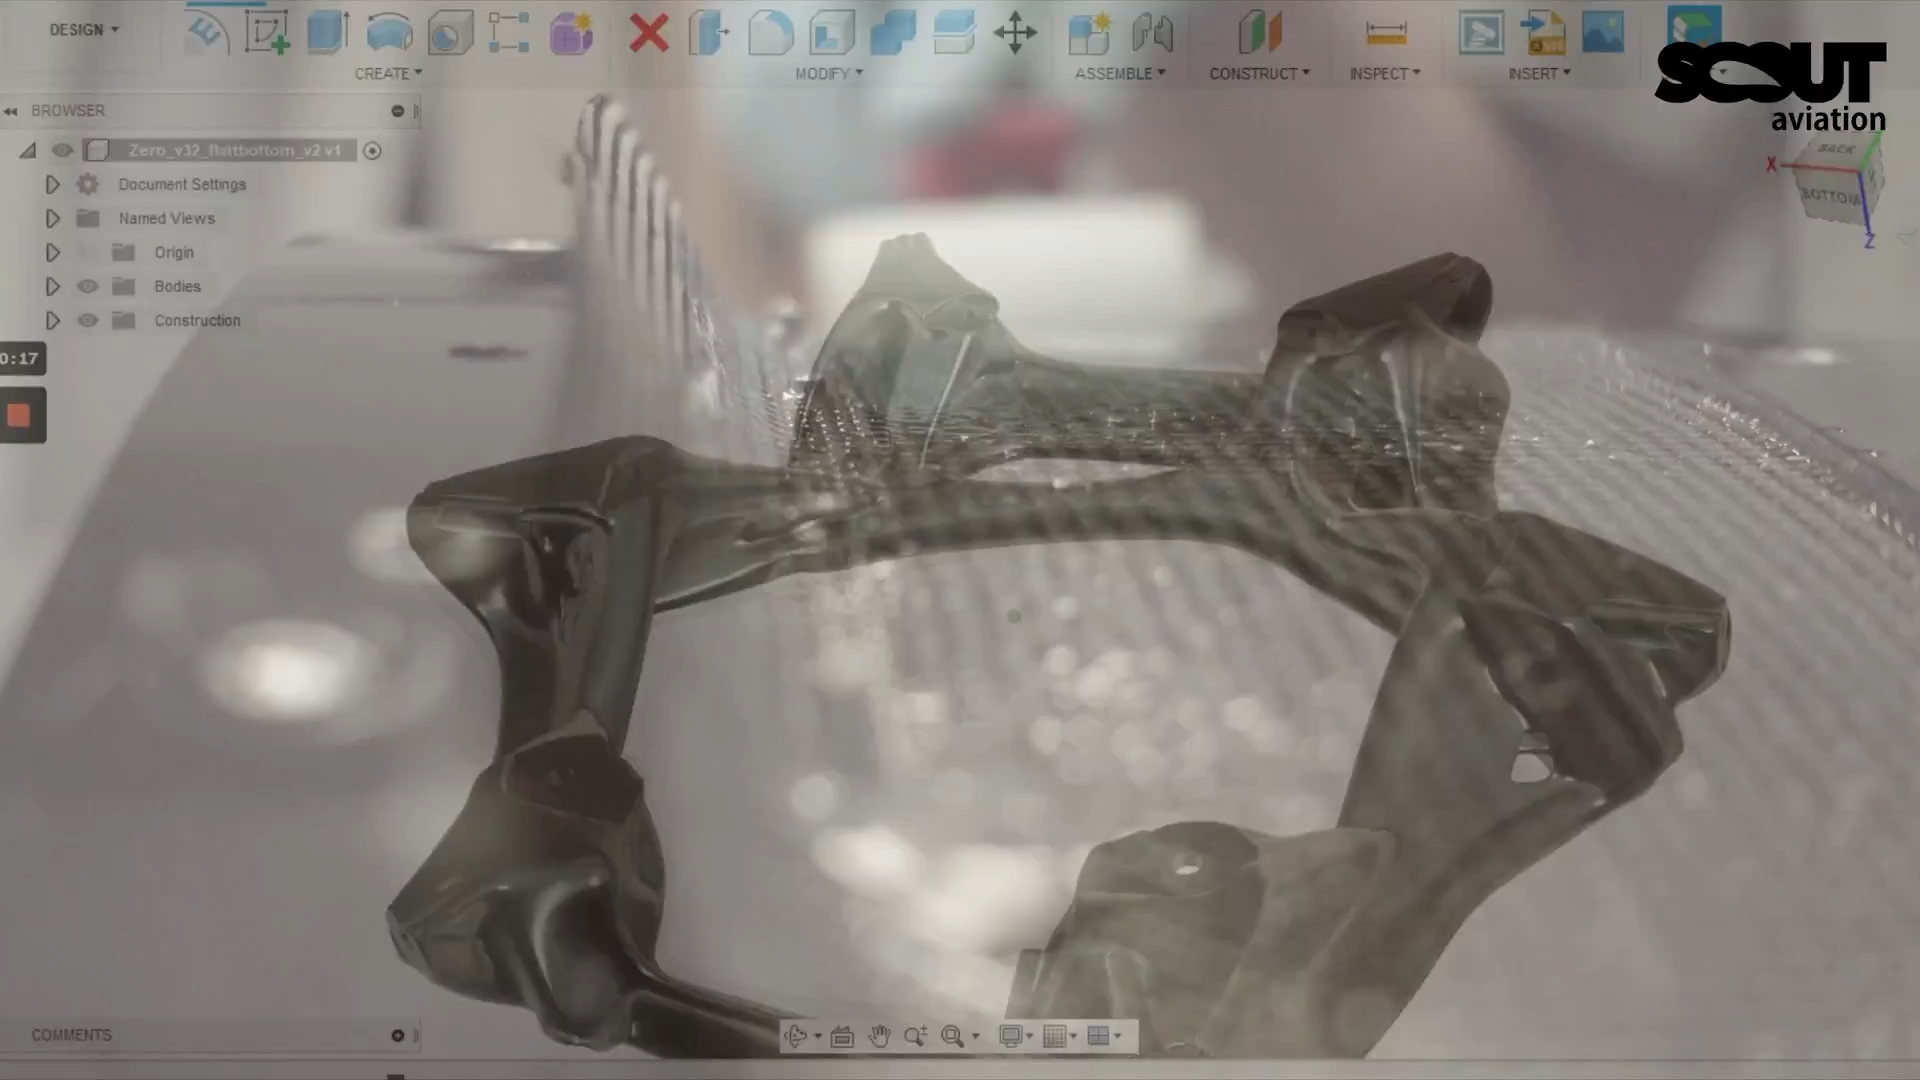 DESIGN
CREATE
MODIFY
ASSEMBLE
CONSTRUCT
INSPECT
INSERT
SCOUT
aviation
BROWSER
Zero_v32_flattbottom_v2 v1
Document Settings
Named Views
Origin
Bodies
Construction
0:17
X
BACK
BOTTOM
Z
COMMENTS